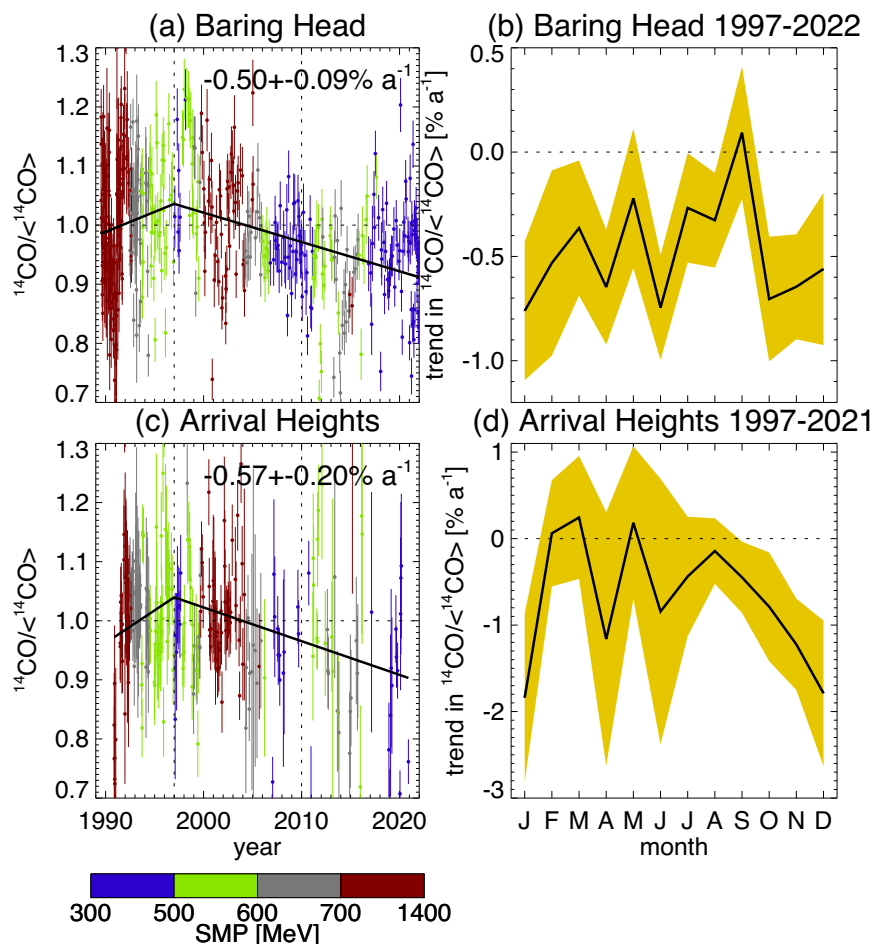 (a) Baring Head
-0.50+-0.09% a⁻¹
1.3
1.2
1.1
1.0
0.9
0.8
0.7
¹⁴CO/<¹⁴CO>
(b) Baring Head 1997-2022
0.5
0.0
-0.5
-1.0
trend in ¹⁴CO/<¹⁴CO> [% a⁻¹]
(c) Arrival Heights
-0.57+-0.20% a⁻¹
1.3
1.2
1.1
1.0
0.9
0.8
0.7
¹⁴CO/<¹⁴CO>
1990 2000 2010 2020
year
(d) Arrival Heights 1997-2021
1
0
-1
-2
-3
trend in ¹⁴CO/<¹⁴CO> [% a⁻¹]
J F M A M J J A S O N D
month
300 500 600 700 1400
SMP [MeV]